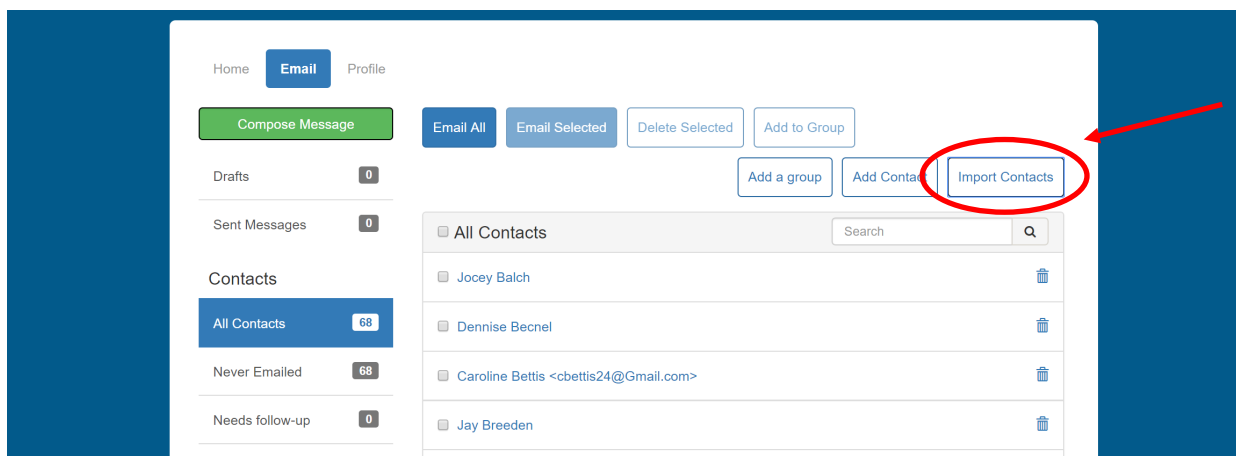 Home Email Profile
Compose Message
Email All Email Selected Delete Selected Add to Group
Drafts 0
Add a group Add Contact Import Contacts
Sent Messages 0
All Contacts Search
Contacts
Jocey Balch
All Contacts 68
Dennise Becnel
Never Emailed 68
Caroline Bettis <cbettis24@Gmail.com>
Needs follow-up 0
Jay Breeden